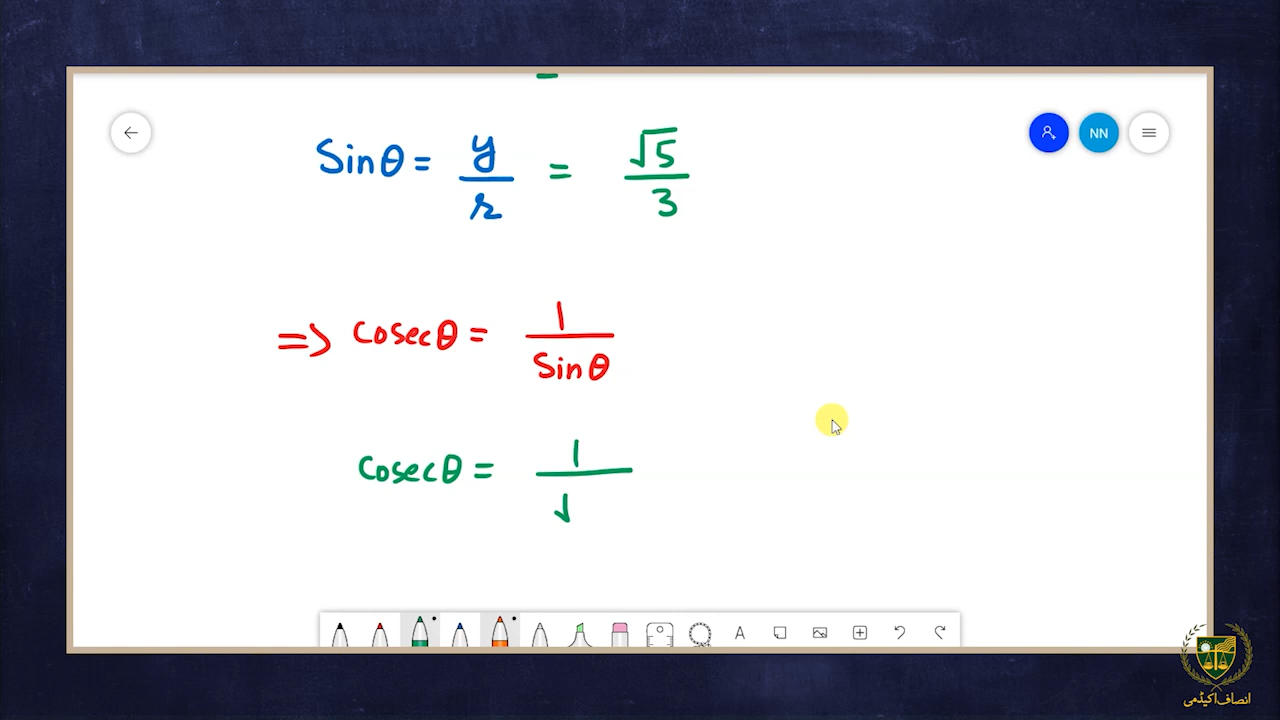 NN
Sinθ = y/r = √5/3
=> cosecθ = 1/Sinθ
cosecθ = 1/√
A
انصاف اکیڈمی